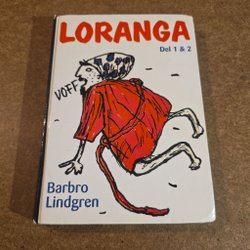 LORANGA
Del 1 & 2
VOFF
Barbro
Lindgren